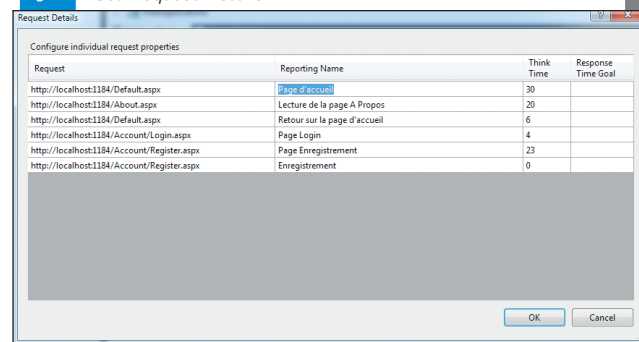 Request Details
Configure individual request properties
Request Reporting Name Think Time Response Time Goal
http://localhost:1184/Default.aspx Page d'accueil 30
http://localhost:1184/About.aspx Lecture de la page A Propos 20
http://localhost:1184/Default.aspx Retour sur la page d'accueil 6
http://localhost:1184/Account/Login.aspx Page Login 4
http://localhost:1184/Account/Register.aspx Page Enregistrement 23
http://localhost:1184/Account/Register.aspx Enregistrement 0
OK Cancel